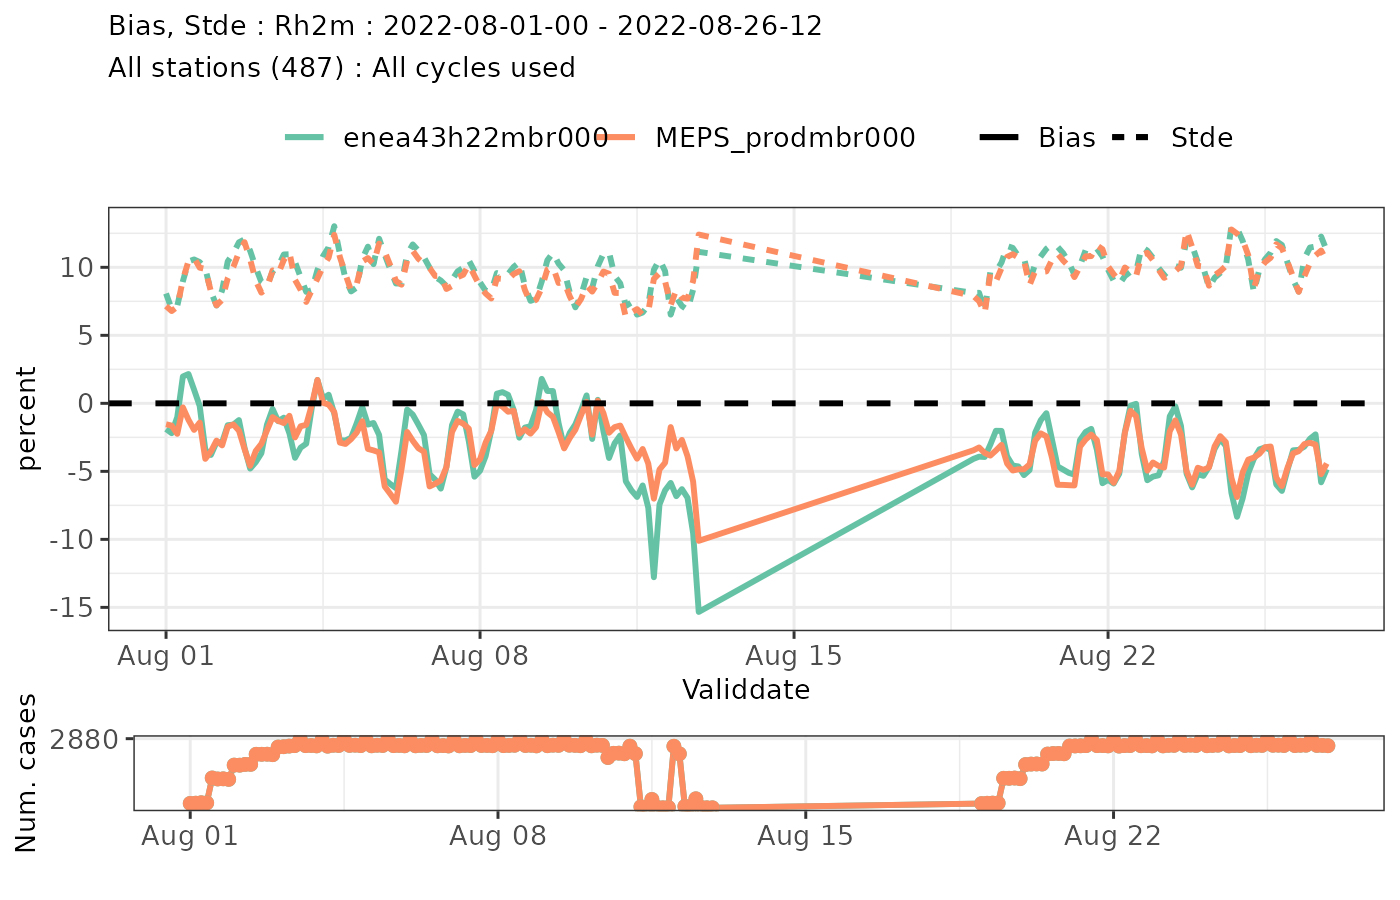 Bias, Stde : Rh2m : 2022-08-01-00 - 2022-08-26-12
All stations (487) : All cycles used
enea43h22mbr000 MEPS_prodmbr000 Bias Stde
percent
10
5
0
-5
-10
-15
Aug 01 Aug 08 Aug 15 Aug 22
Validdate
Num. cases
2880
Aug 01 Aug 08 Aug 15 Aug 22